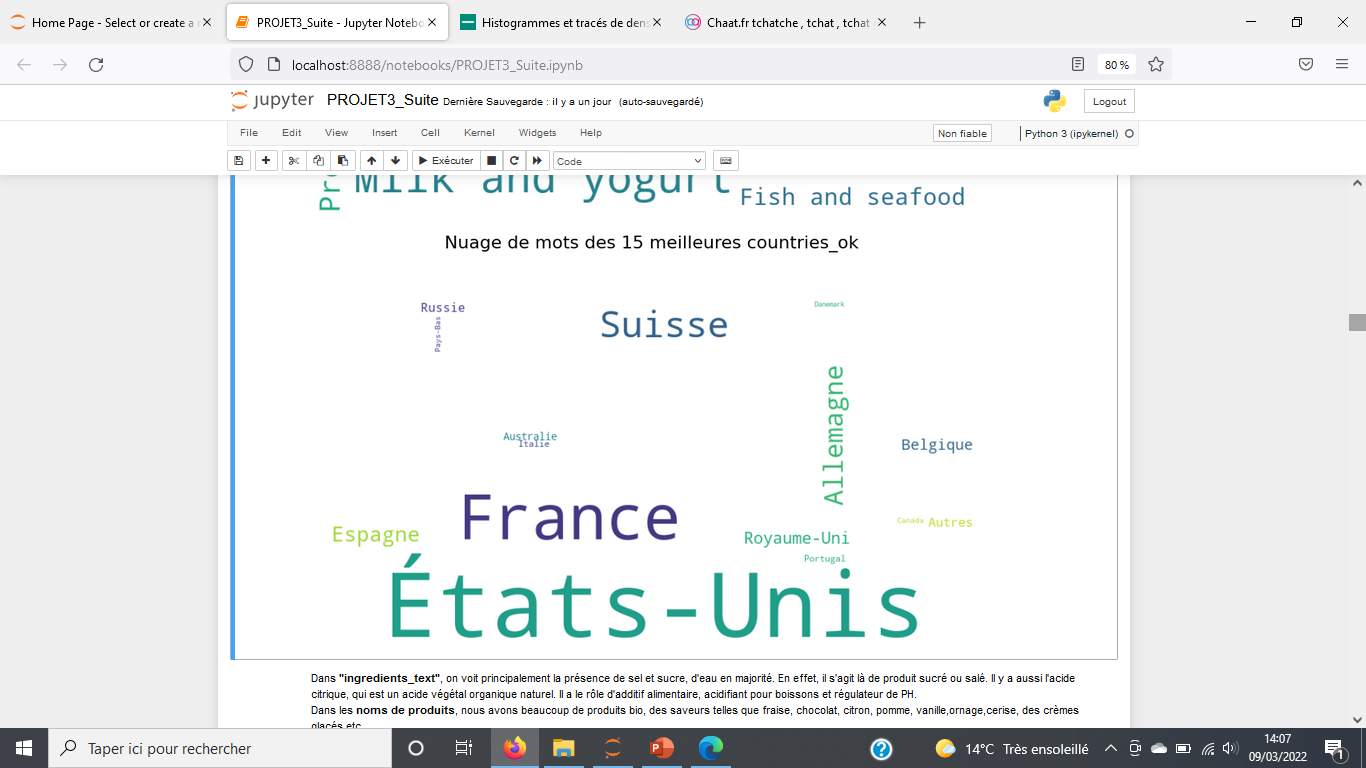 Home Page - Select or create a n
PROJET3_Suite - Jupyter Notebo
Histogrammes et tracés de dens
Chaat.fr tchatche , tchat , tchat
localhost:8888/notebooks/PROJET3_Suite.ipynb
80 %
jupyter PROJET3_Suite Dernière Sauvegarde : il y a un jour (auto-sauvegardé)
Logout
File Edit View Insert Cell Kernel Widgets Help
Non fiable
Python 3 (ipykernel)
Exécuter
Code
Pro
Milk and yogurt
Fish and seafood
Nuage de mots des 15 meilleures countries_ok
Russie
Pays-Bas
Suisse
Danemark
Allemagne
Australie
Italie
Belgique
France
Espagne
Canada
Autres
Royaume-Uni
Portugal
États-Unis
Dans "ingredients_text", on voit principalement la présence de sel et sucre, d'eau en majorité. En effet, il s'agit là de produit sucré ou salé. Il y a aussi l'acide
citrique, qui est un acide végétal organique naturel. Il a le rôle d'additif alimentaire, acidifiant pour boissons et régulateur de PH.
Dans les noms de produits, nous avons beaucoup de produits bio, des saveurs telles que fraise, chocolat, citron, pomme, vanille,ornage,cerise, des crèmes
glacés etc
Taper ici pour rechercher
14°C Très ensoleillé
14:07
09/03/2022
1